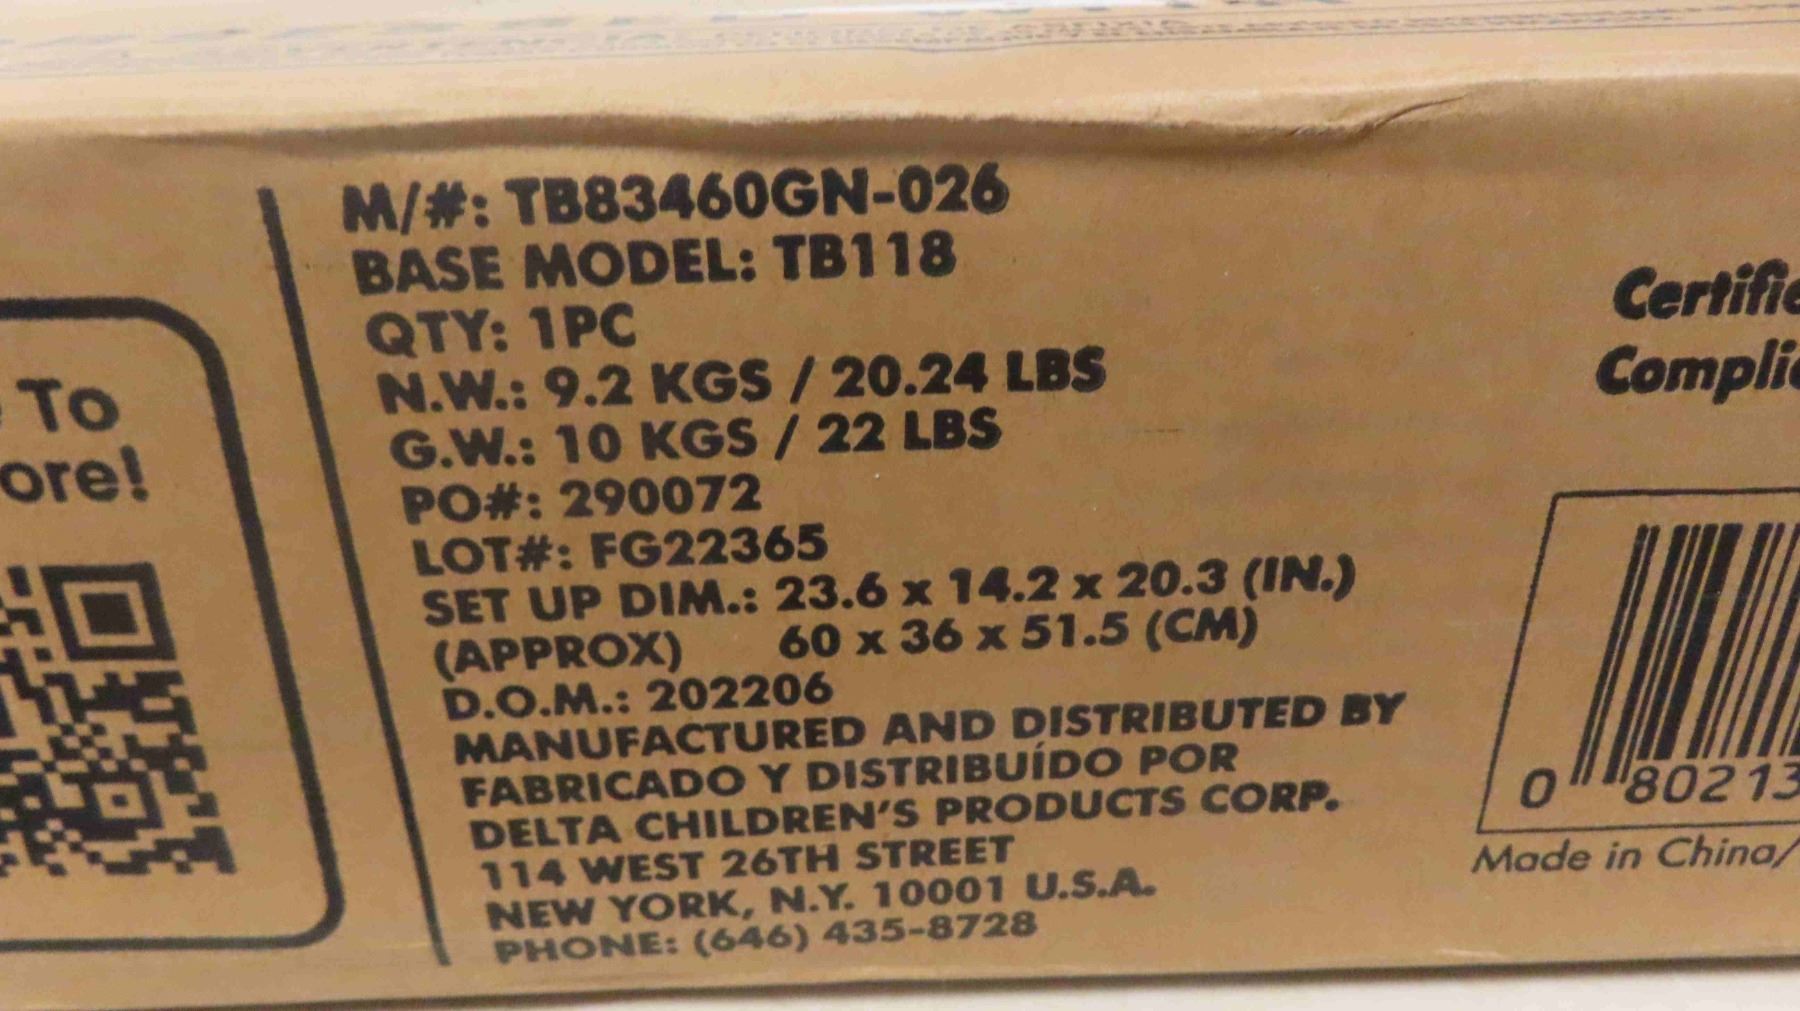 To
ore!
M/#: TB83460GN-026
BASE MODEL: TB118
QTY: 1PC
N.W.: 9.2 KGS / 20.24 LBS
G.W.: 10 KGS / 22 LBS
PO#: 290072
LOT#: FG22365
SET UP DIM.: 23.6 x 14.2 x 20.3 (IN.)
(APPROX) 60 x 36 x 51.5 (CM)
D.O.M.: 202206
MANUFACTURED AND DISTRIBUTED BY
FABRICADO Y DISTRIBUÍDO POR
DELTA CHILDREN'S PRODUCTS CORP.
114 WEST 26TH STREET
NEW YORK, N.Y. 10001 U.S.A.
PHONE: (646) 435-8728
Certific
Complia
0 80213
Made in China/